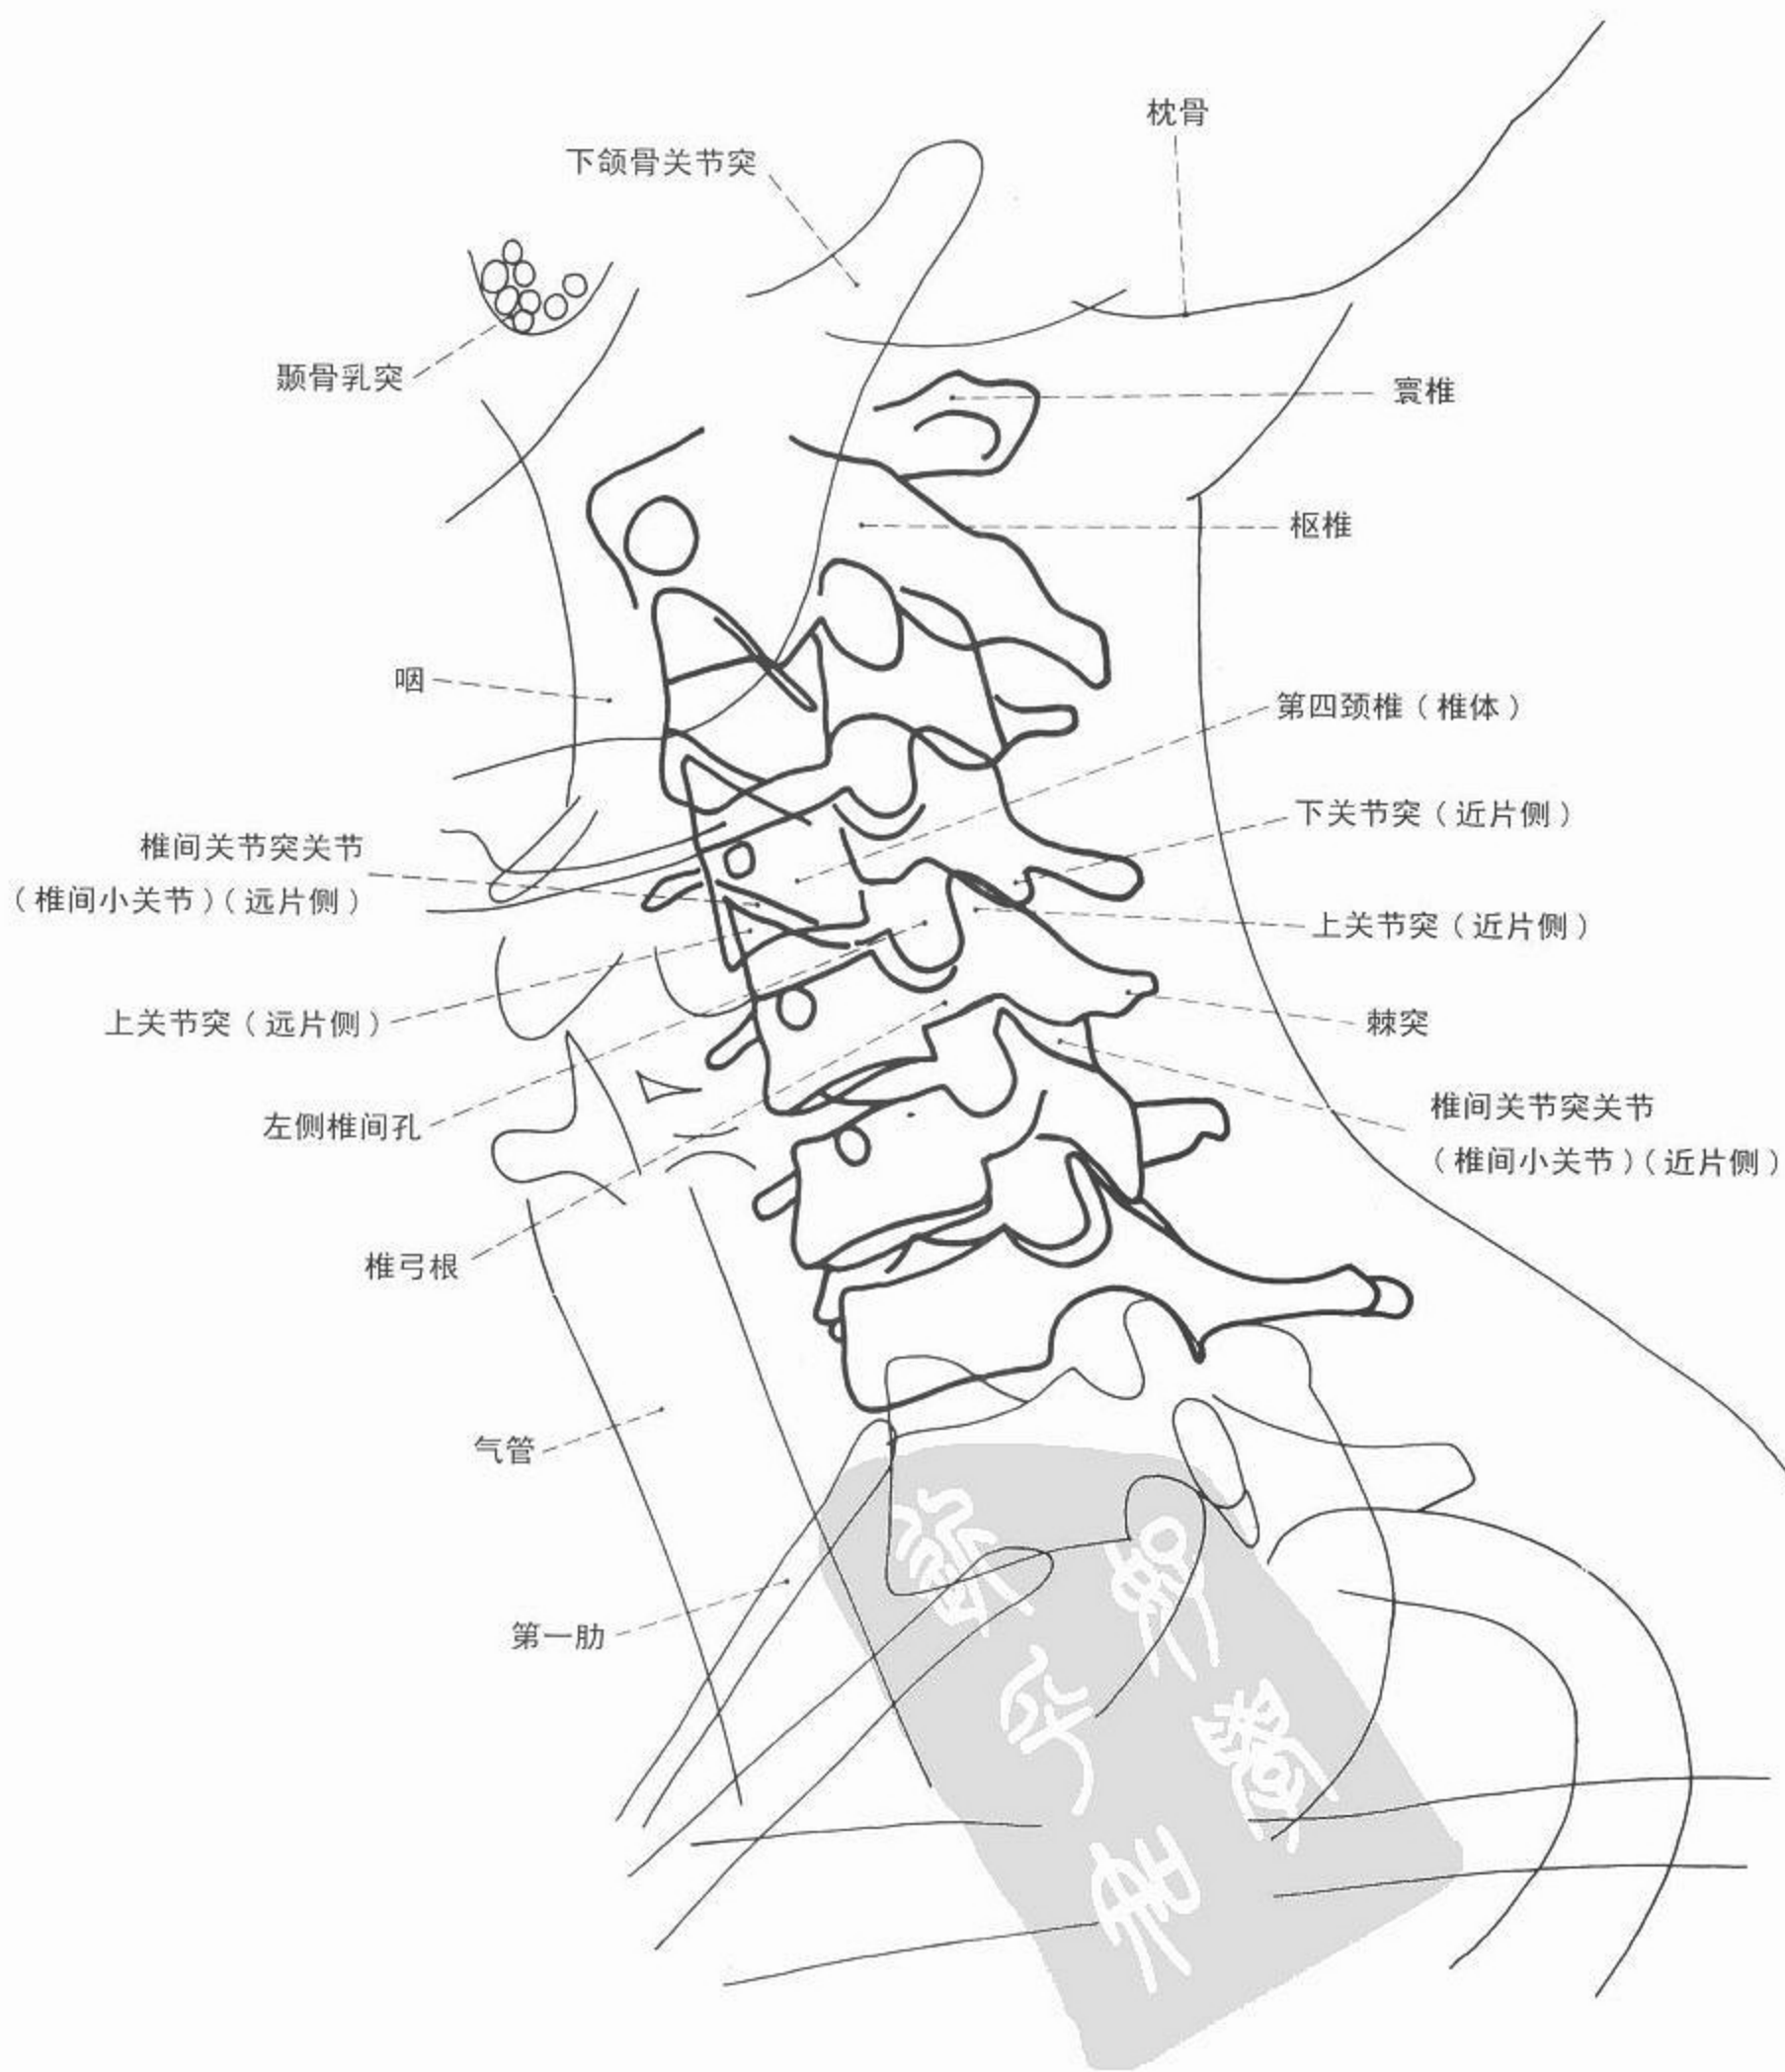 枕骨
下颌骨关节突
颞骨乳突
寰椎
枢椎
咽
第四颈椎（椎体）
下关节突（近片侧）
椎间关节突关节
（椎间小关节）（远片侧）
上关节突（近片侧）
上关节突（远片侧）
棘突
左侧椎间孔
椎间关节突关节
（椎间小关节）（近片侧）
椎弓根
气管
第一肋